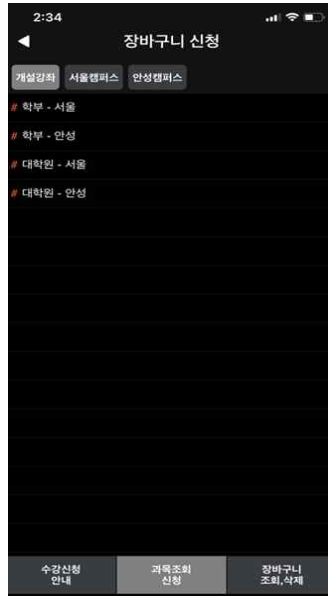 2:34
장바구니 신청
개설강좌 서울캠퍼스 안성캠퍼스
# 학부 - 서울
# 학부 - 안성
# 대학원 - 서울
# 대학원 - 안성
수강신청 안내
과목조회 신청
장바구니 조회,삭제